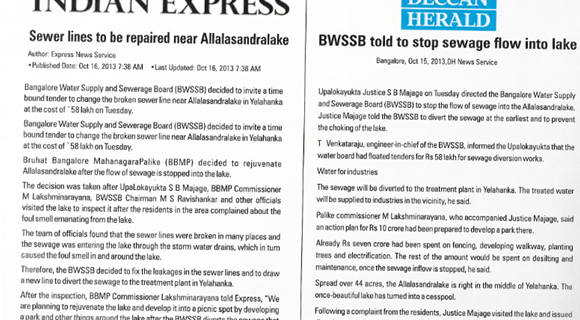 INDIAN EXPRESS
Sewer lines to be repaired near Allalasandralake
Author: Express News Service
•Published Date: Oct 16, 2013 7:38 AM •Last Updated: Oct 16, 2013 7:38 AM
Bangalore Water Supply and Sewerage Board (BWSSB) decided to invite a time
bound tender to change the broken sewer line near Allalasandralake in Yelahanka
at the cost of `58 lakh on Tuesday.
Bangalore Water Supply and Sewerage Board (BWSSB) decided to invite a time
bound tender to change the broken sewer line near Allalasandralake in Yelahanka
at the cost of `58 lakh on Tuesday.
Bruhat Bangalore MahanagaraPalike (BBMP) decided to rejuvenate
Allalasandralake after the flow of sewage is stopped into the lake.
The decision was taken after UpaLokayukta S B Majage, BBMP Commissioner
M Lakshminarayana, BWSSB Chairman M S Ravishankar and other officials
visited the lake to inspect it after the residents in the area complained about the
foul smell emanating from the lake.
The team of officials found that the sewer lines were broken in many places and
the sewage was entering the lake through the storm water drains, which in turn
caused the foul smell in and around the lake.
Therefore, the BWSSB decided to fix the leakages in the sewer lines and to draw
a new line to divert the sewage to the treatment plant in Yelahanka.
After the inspection, BBMP Commissioner Lakshminarayana told Express, "We
are planning to rejuvenate the lake and develop it into a picnic spot by developing
a park and other things around the lake after the BWSSB diverts the sewage that
DECCAN
HERALD
BWSSB told to stop sewage flow into lake
Bangalore, Oct 15, 2013,DH News Service
Upalokayukta Justice S B Majage on Tuesday directed the Bangalore Water Supply
and Sewerage Board (BWSSB) to stop the flow of sewage into the Allalasandralake.
Justice Majage told the BWSSB to divert the sewage at the earliest and to prevent
the choking of the lake.
T Venkataraju, engineer-in-chief of the BWSSB, informed the Upalokayukta that the
water board had floated tenders for Rs 58 lakh for sewage diversion works.
Water for industries
The sewage will be diverted to the treatment plant in Yelahanka. The treated water
will be supplied to industries in the vicinity, he said.
Palike commissioner M Lakshminarayana, who accompanied Justice Majage, said
an action plan for Rs 10 crore had been prepared to develop a park there.
Already Rs seven crore had been spent on fencing, developing walkway, planting
trees and electrification. The rest of the amount would be spent on desilting and
maintenance, once the sewage inflow is stopped, he said.
Spread over 44 acres, the Allalasandralake is right in the middle of Yelahanka. The
once-beautiful lake has turned into a cesspool.
Following a complaint from the residents, Justice Majage visited the lake and issued